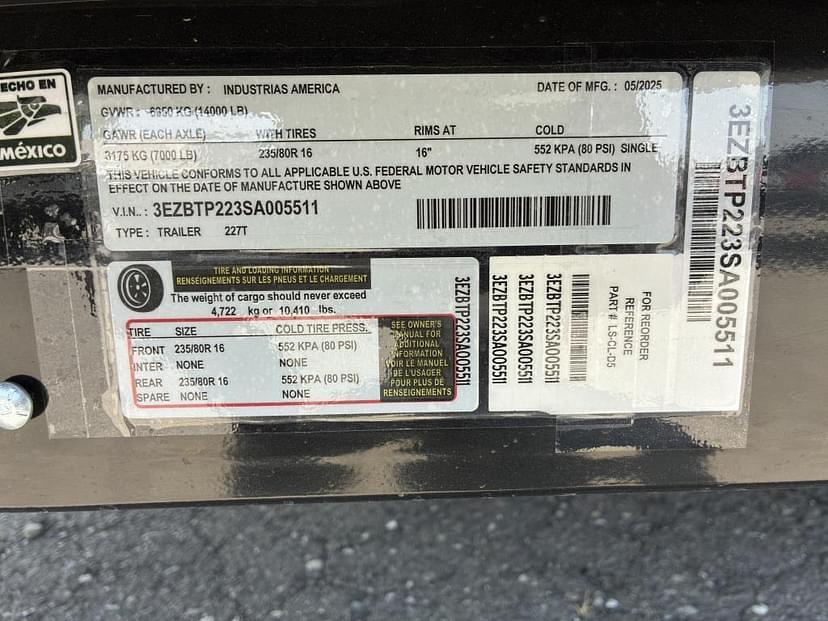 HECHO EN
MÉXICO
MANUFACTURED BY : INDUSTRIAS AMERICA
DATE OF MFG. : 05/2025
GVWR : 6350 KG (14000 LB)
GAWR (EACH AXLE) WITH TIRES RIMS AT COLD
3175 KG (7000 LB) 235/80R 16 16" 552 KPA (80 PSI) SINGLE
THIS VEHICLE CONFORMS TO ALL APPLICABLE U.S. FEDERAL MOTOR VEHICLE SAFETY STANDARDS IN
EFFECT ON THE DATE OF MANUFACTURE SHOWN ABOVE
V.I.N. : 3EZBTP223SA005511
TYPE : TRAILER 227T
3EZBTP223SA005511
TIRE AND LOADING INFORMATION
RENSEIGNEMENTS SUR LES PNEUS ET LE CHARGEMENT
The weight of cargo should never exceed
4,722 kg or 10,410 lbs.
TIRE SIZE COLD TIRE PRESS.
FRONT 235/80R 16 552 KPA (80 PSI)
INTER NONE NONE
REAR 235/80R 16 552 KPA (80 PSI)
SPARE NONE NONE
SEE OWNER'S
MANUAL FOR
ADDITIONAL
INFORMATION
VOIR LE MANUEL
DE L'USAGER
POUR PLUS DE
RENSEIGNEMENTS
3EZBTP223SA005511
3EZBTP223SA005511
3EZBTP223SA005511
3EZBTP223SA005511
FOR REORDER
REFERENCE
PART # LS-CL-D5